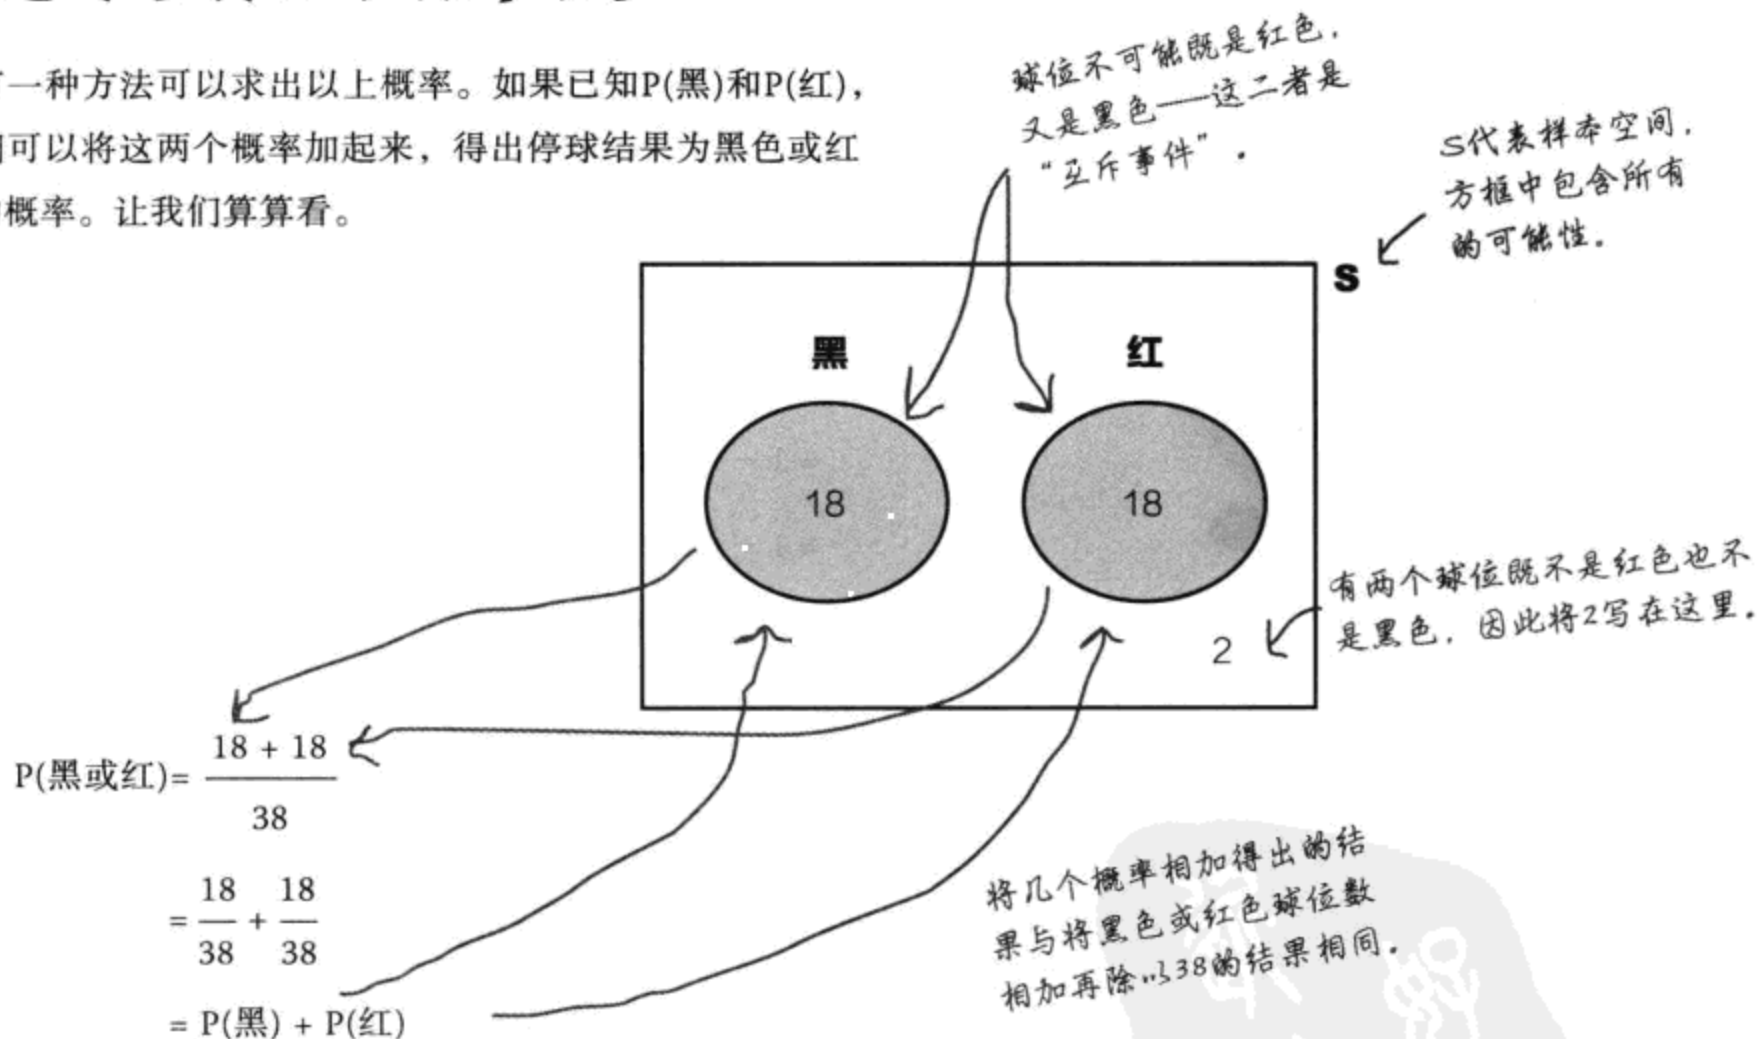 一种方法可以求出以上概率。如果已知P(黑)和P(红)，
可以将这两个概率加起来，得出停球结果为黑色或红
概率。让我们算算看。
球位不可能既是红色，
又是黑色——这二者是
“互斥事件”。
S代表样本空间，
方框中包含所有
的可能性。
S
黑 红
18 18
有两个球位既不是红色也不
是黑色，因此将2写在这里。
2
P(黑或红)= 18 + 18
38
= 18 + 18
38 38
= P(黑) + P(红)
将几个概率相加得出的结
果与将黑色或红色球位数
相加再除以38的结果相同。